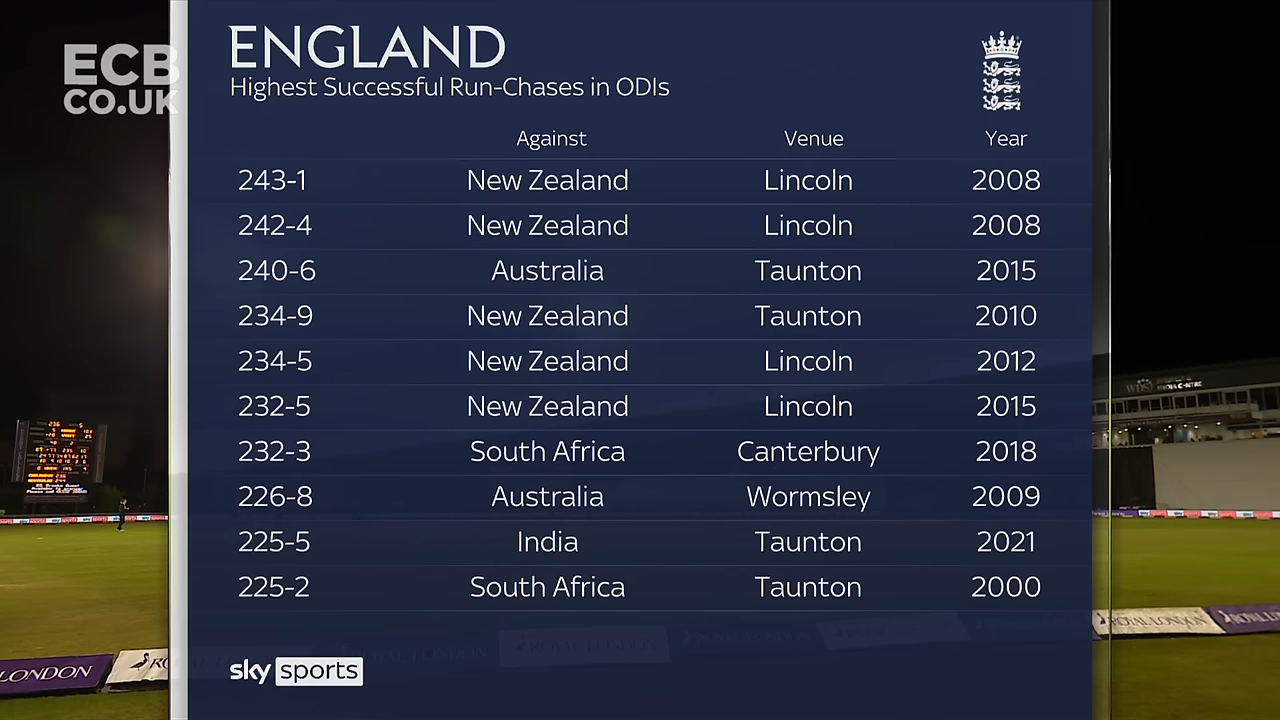 ECB
CO.UK
ENGLAND
Highest Successful Run-Chases in ODIs
Against Venue Year
243-1 New Zealand Lincoln 2008
242-4 New Zealand Lincoln 2008
240-6 Australia Taunton 2015
234-9 New Zealand Taunton 2010
234-5 New Zealand Lincoln 2012
232-5 New Zealand Lincoln 2015
232-3 South Africa Canterbury 2018
226-8 Australia Wormsley 2009
225-5 India Taunton 2021
225-2 South Africa Taunton 2000
sky sports
LONDON
ROYAL LONDON